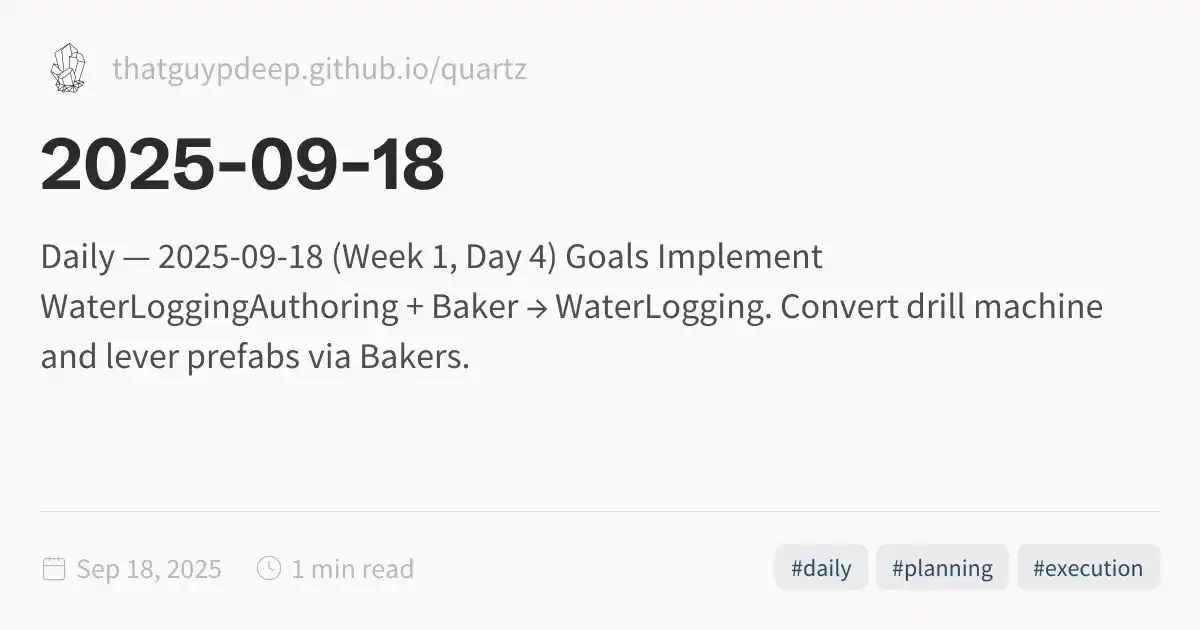 thatguypdeep.github.io/quartz
2025-09-18
Daily — 2025-09-18 (Week 1, Day 4) Goals Implement
WaterLoggingAuthoring + Baker → WaterLogging. Convert drill machine
and lever prefabs via Bakers.
Sep 18, 2025 1 min read #daily #planning #execution